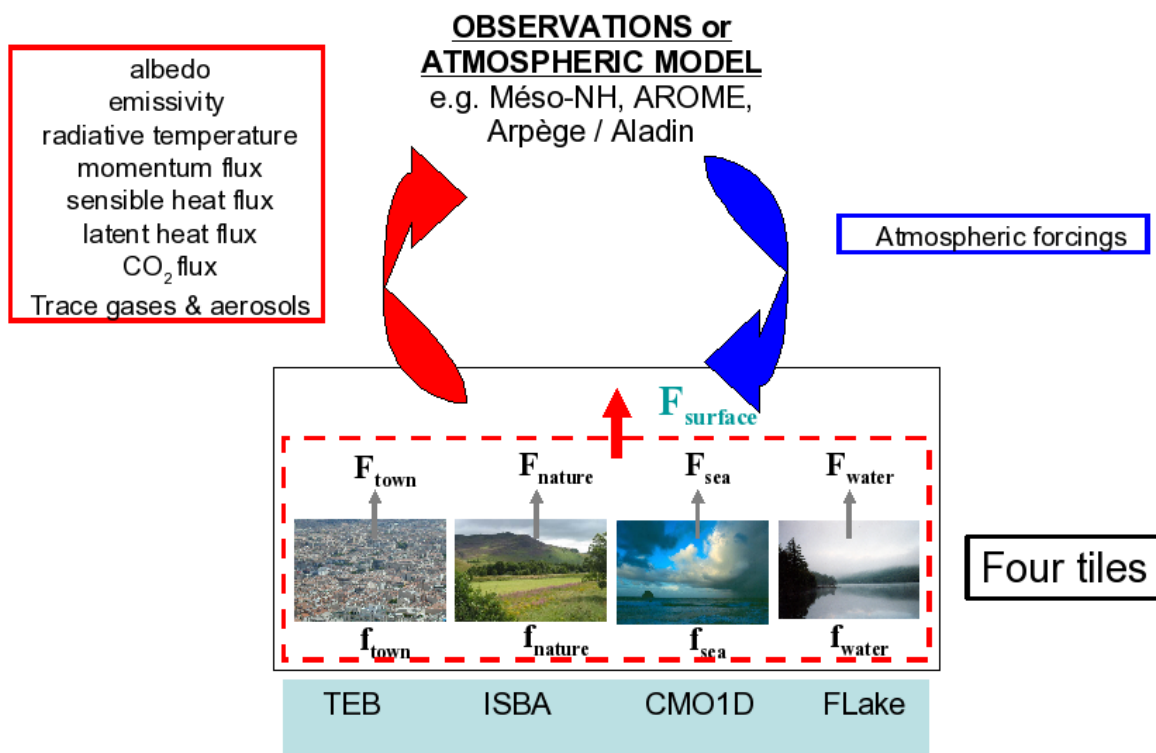 OBSERVATIONS or
ATMOSPHERIC MODEL
e.g. Méso-NH, AROME,
Arpège / Aladin
albedo
emissivity
radiative temperature
momentum flux
sensible heat flux
latent heat flux
CO2 flux
Trace gases & aerosols
Atmospheric forcings
Fsurface
Ftown Fnature Fsea Fwater
ftown fnature fsea fwater
Four tiles
TEB ISBA CMO1D FLake